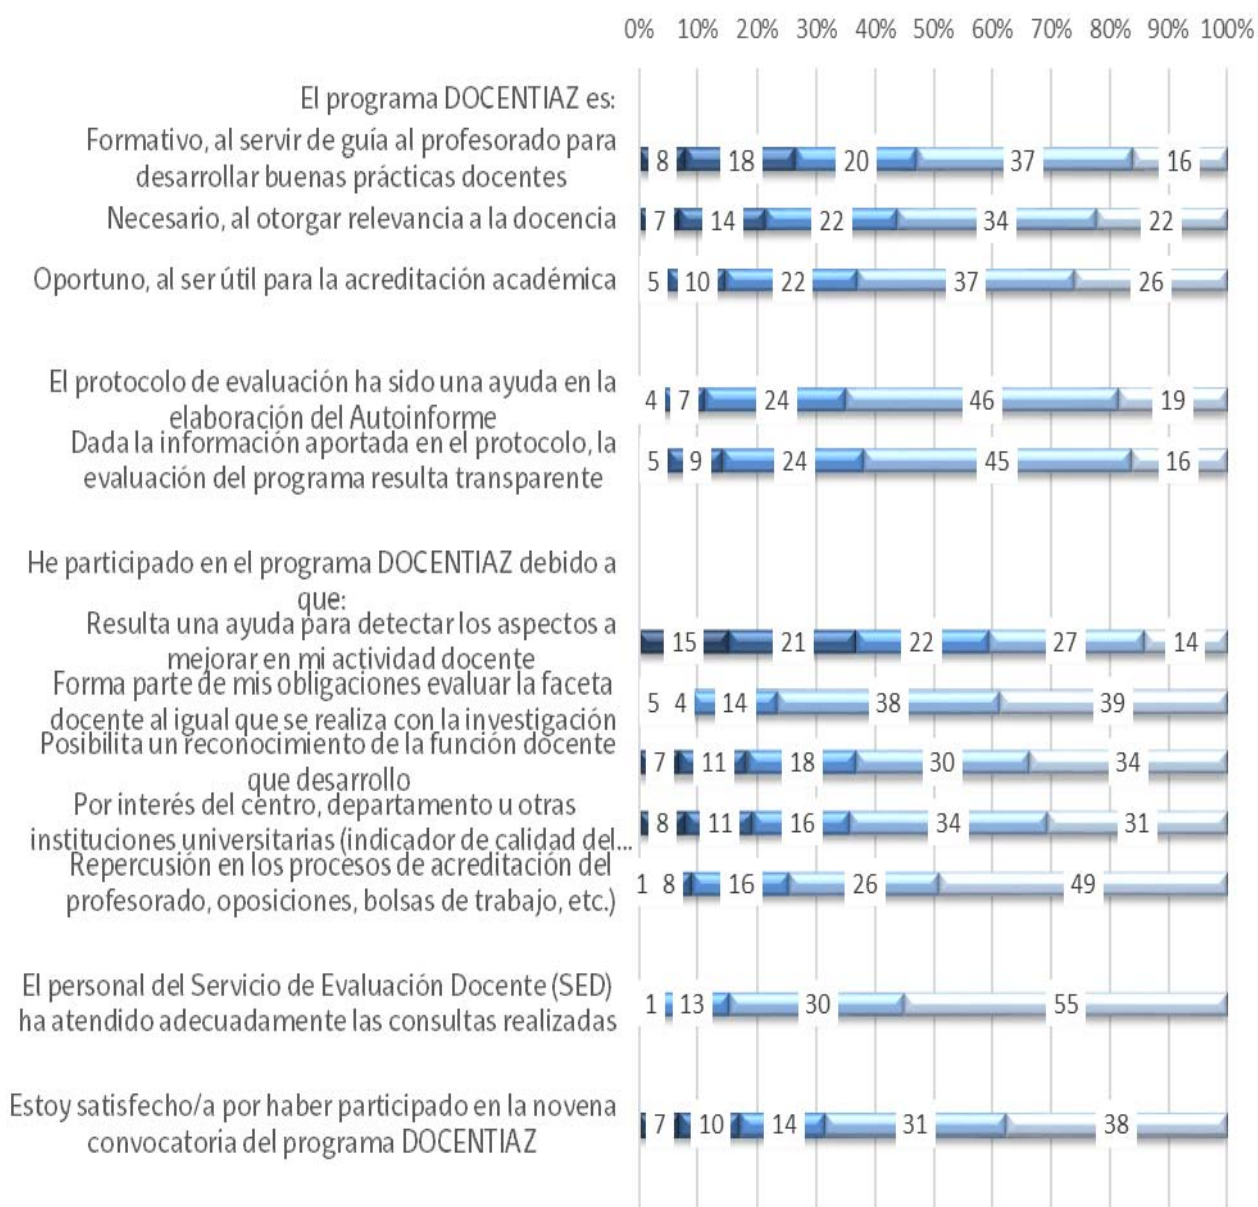 0% 10% 20% 30% 40% 50% 60% 70% 80% 90% 100%
El programa DOCENTIAZ es:
Formativo, al servir de guía al profesorado para
desarrollar buenas prácticas docentes
8 18 20 37 16
Necesario, al otorgar relevancia a la docencia
7 14 22 34 22
Oportuno, al ser útil para la acreditación académica
5 10 22 37 26
El protocolo de evaluación ha sido una ayuda en la
elaboración del Autoinforme
4 7 24 46 19
Dada la información aportada en el protocolo, la
evaluación del programa resulta transparente
5 9 24 45 16
He participado en el programa DOCENTIAZ debido a
que:
Resulta una ayuda para detectar los aspectos a
mejorar en mi actividad docente
15 21 22 27 14
Forma parte de mis obligaciones evaluar la faceta
docente al igual que se realiza con la investigación
5 4 14 38 39
Posibilita un reconocimiento de la función docente
que desarrollo
7 11 18 30 34
Por interés del centro, departamento u otras
instituciones universitarias (indicador de calidad del...
8 11 16 34 31
Repercusión en los procesos de acreditación del
profesorado, oposiciones, bolsas de trabajo, etc.)
1 8 16 26 49
El personal del Servicio de Evaluación Docente (SED)
ha atendido adecuadamente las consultas realizadas
1 13 30 55
Estoy satisfecho/a por haber participado en la novena
convocatoria del programa DOCENTIAZ
7 10 14 31 38